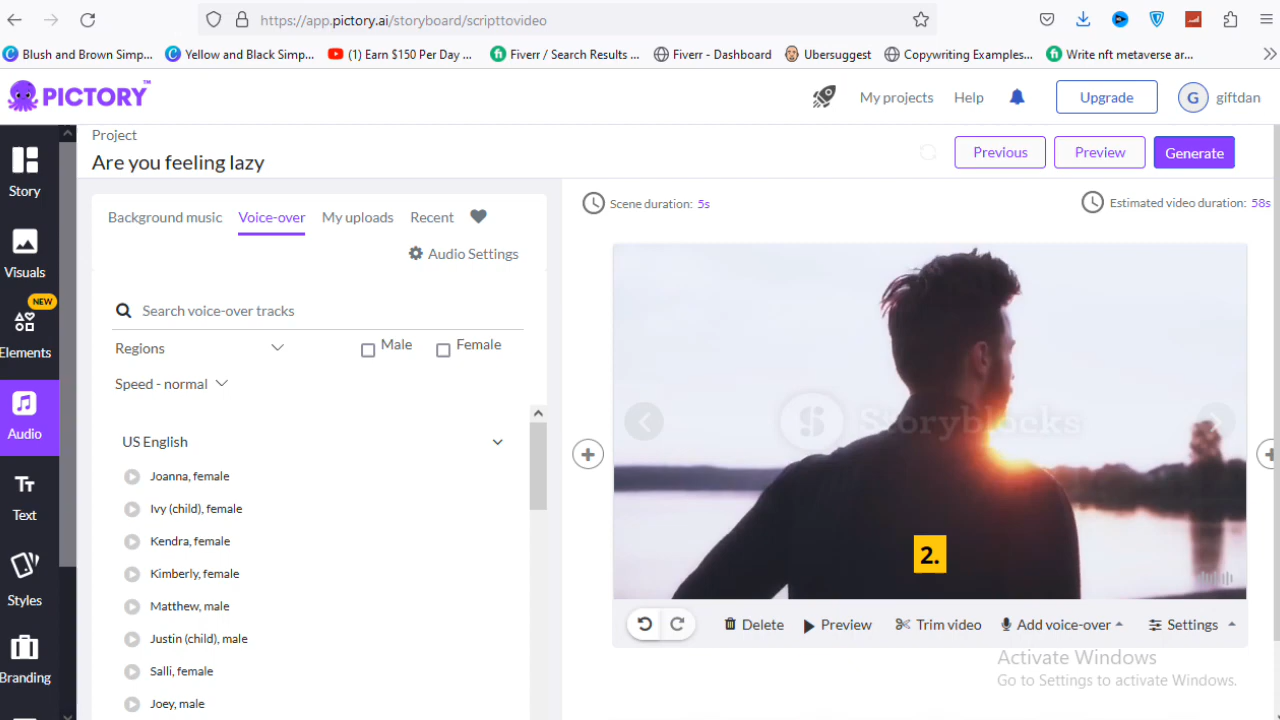 https://app.pictory.ai/storyboard/scripttovideo
Blush and Brown Simp... Yellow and Black Simp... (1) Earn $150 Per Day ... Fiverr / Search Results ... Fiverr - Dashboard Ubersuggest Copywriting Examples... Write nft metaverse ar...
PICTORY™ My projects Help Upgrade G giftdan
Project
Are you feeling lazy
Previous Preview Generate
Story
Visuals
NEW
Elements
Audio
Text
Styles
Branding
Background music Voice-over My uploads Recent
Audio Settings
Search voice-over tracks
Regions Male Female
Speed - normal
US English
Joanna, female
Ivy (child), female
Kendra, female
Kimberly, female
Matthew, male
Justin (child), male
Salli, female
Joey, male
Scene duration: 5s Estimated video duration: 58s
Storyblocks
2.
Delete Preview Trim video Add voice-over Settings
Activate Windows
Go to Settings to activate Windows.